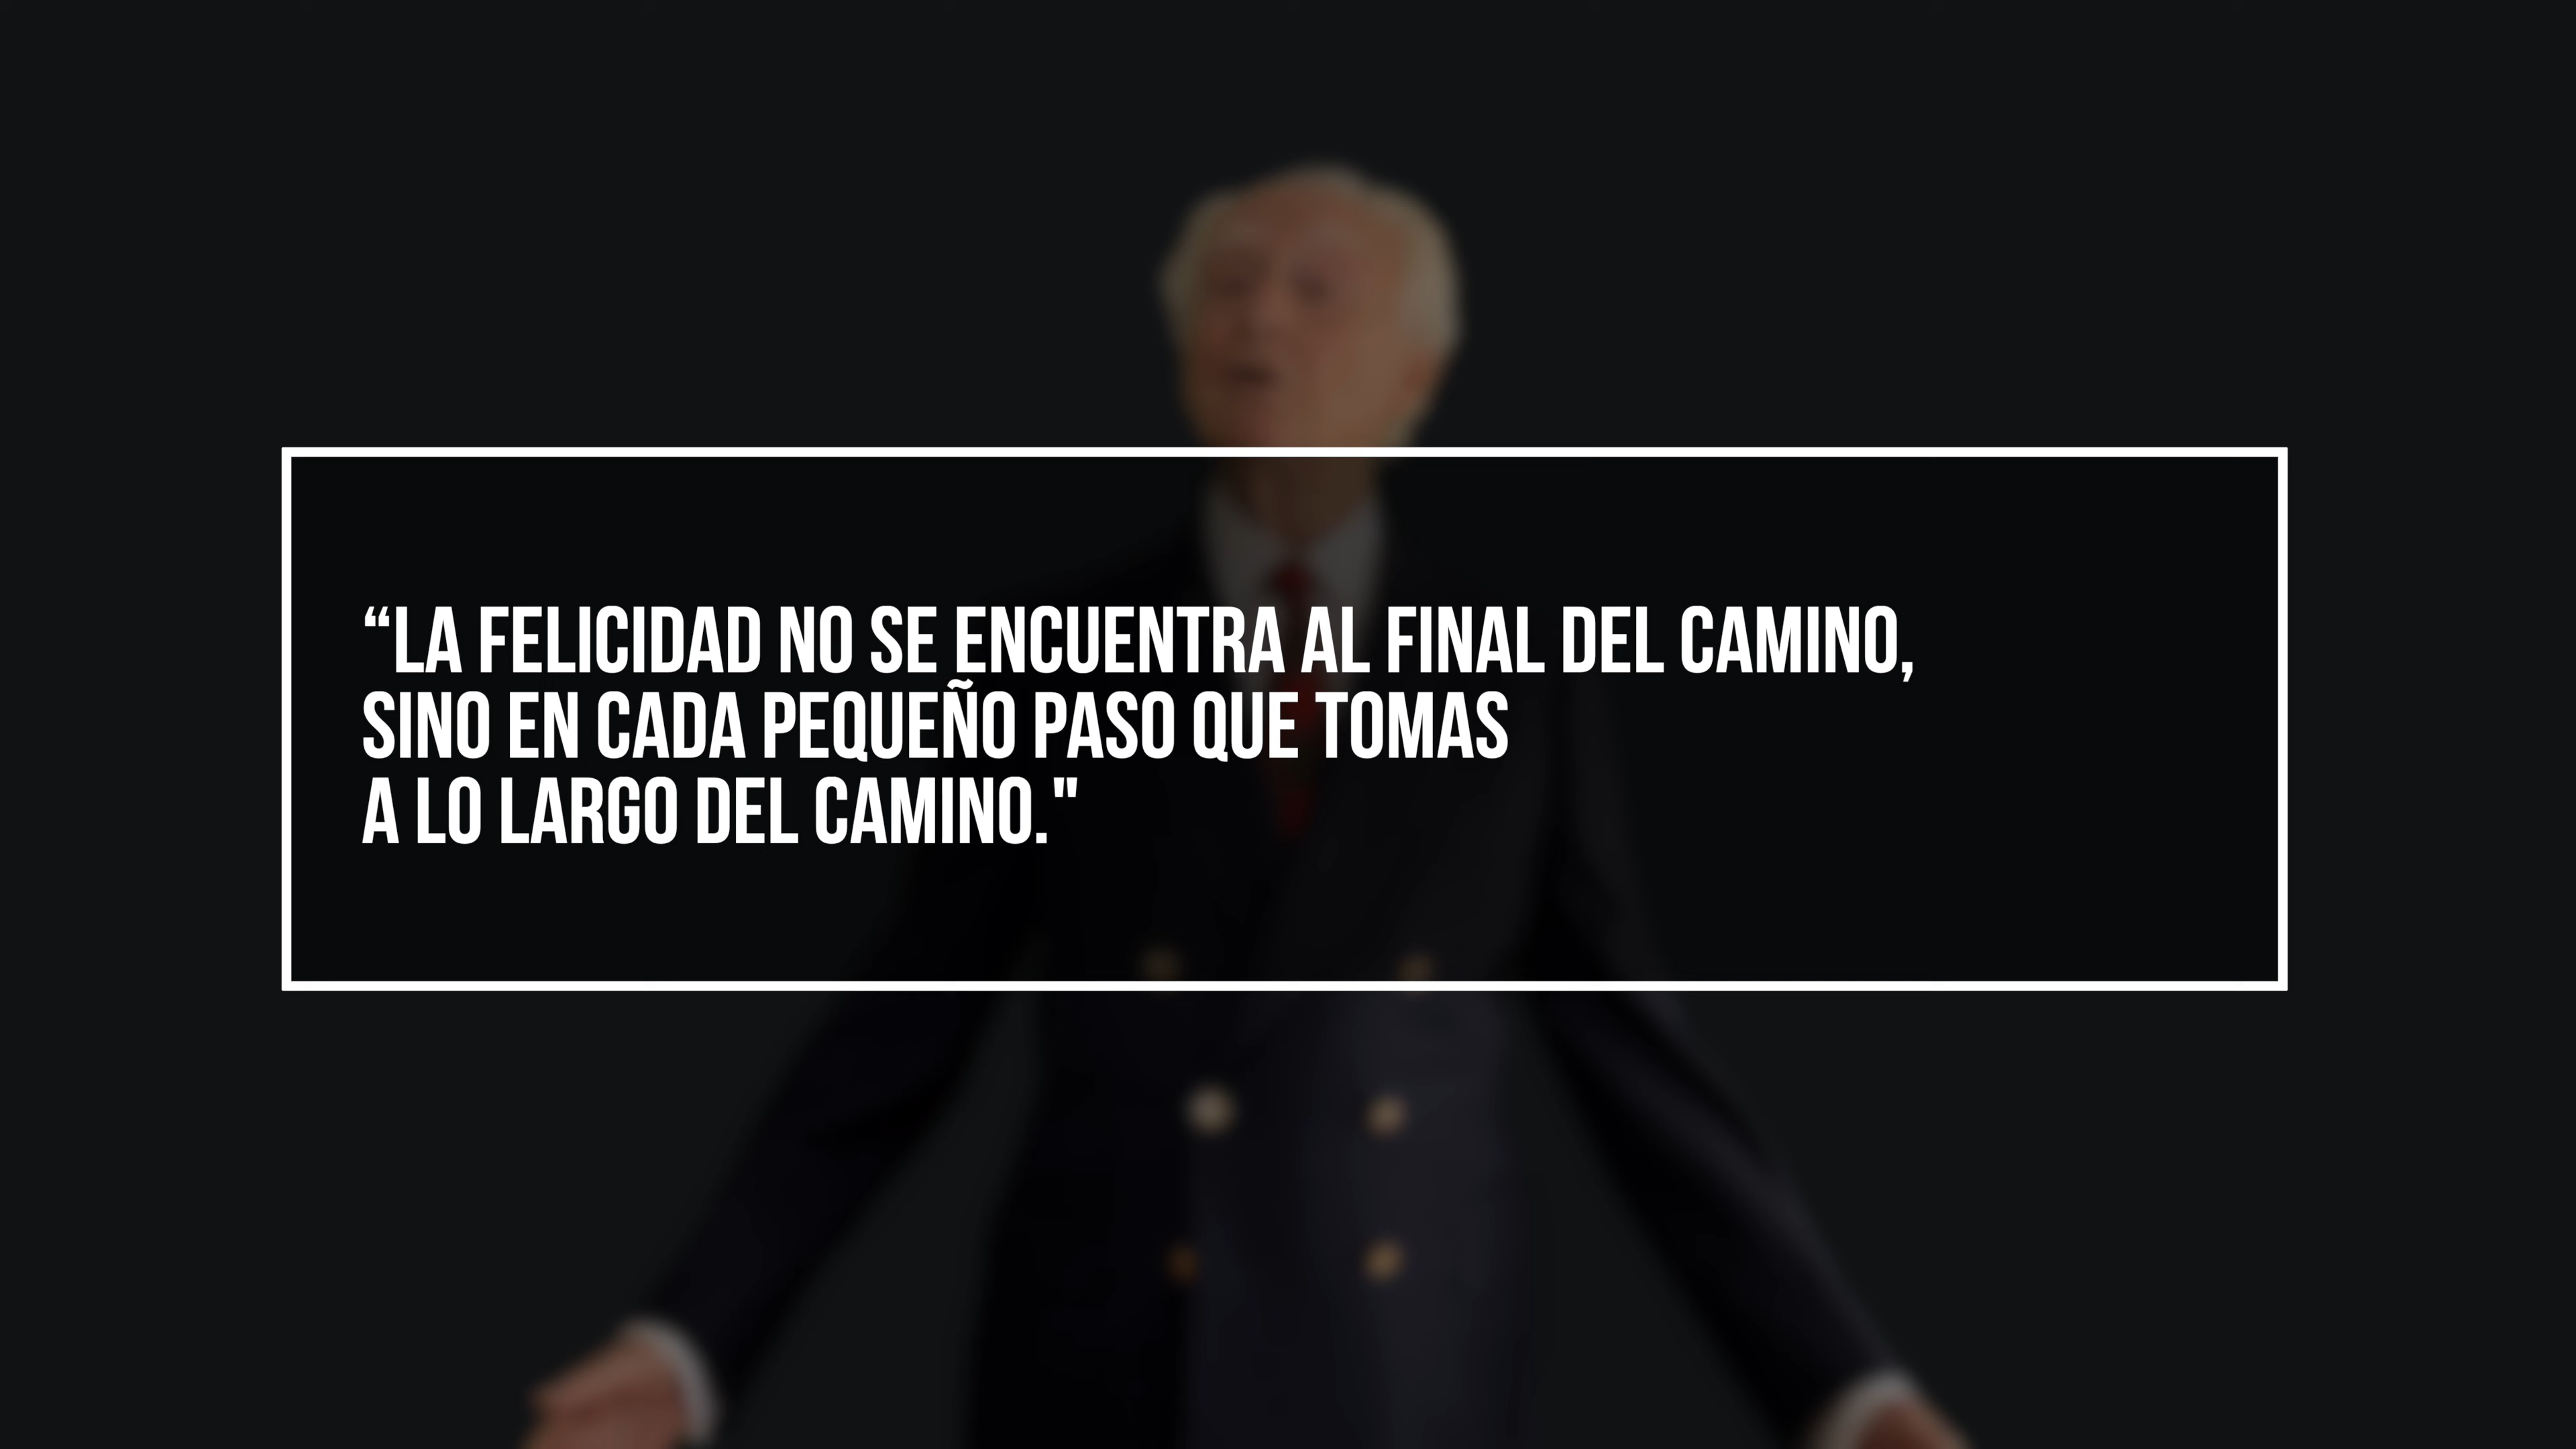 “LA FELICIDAD NO SE ENCUENTRA AL FINAL DEL CAMINO,
SINO EN CADA PEQUEÑO PASO QUE TOMAS
A LO LARGO DEL CAMINO."